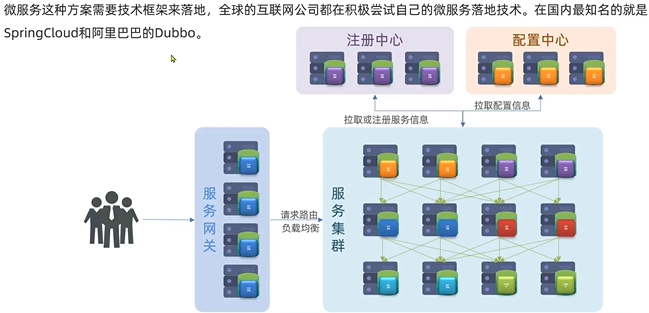 微服务这种方案需要技术框架来落地，全球的互联网公司都在积极尝试自己的微服务落地技术。在国内最知名的就是
SpringCloud和阿里巴巴的Dubbo。
注册中心
配置中心
拉取或注册服务信息
拉取配置信息
服务网关
请求路由
负载均衡
服务集群